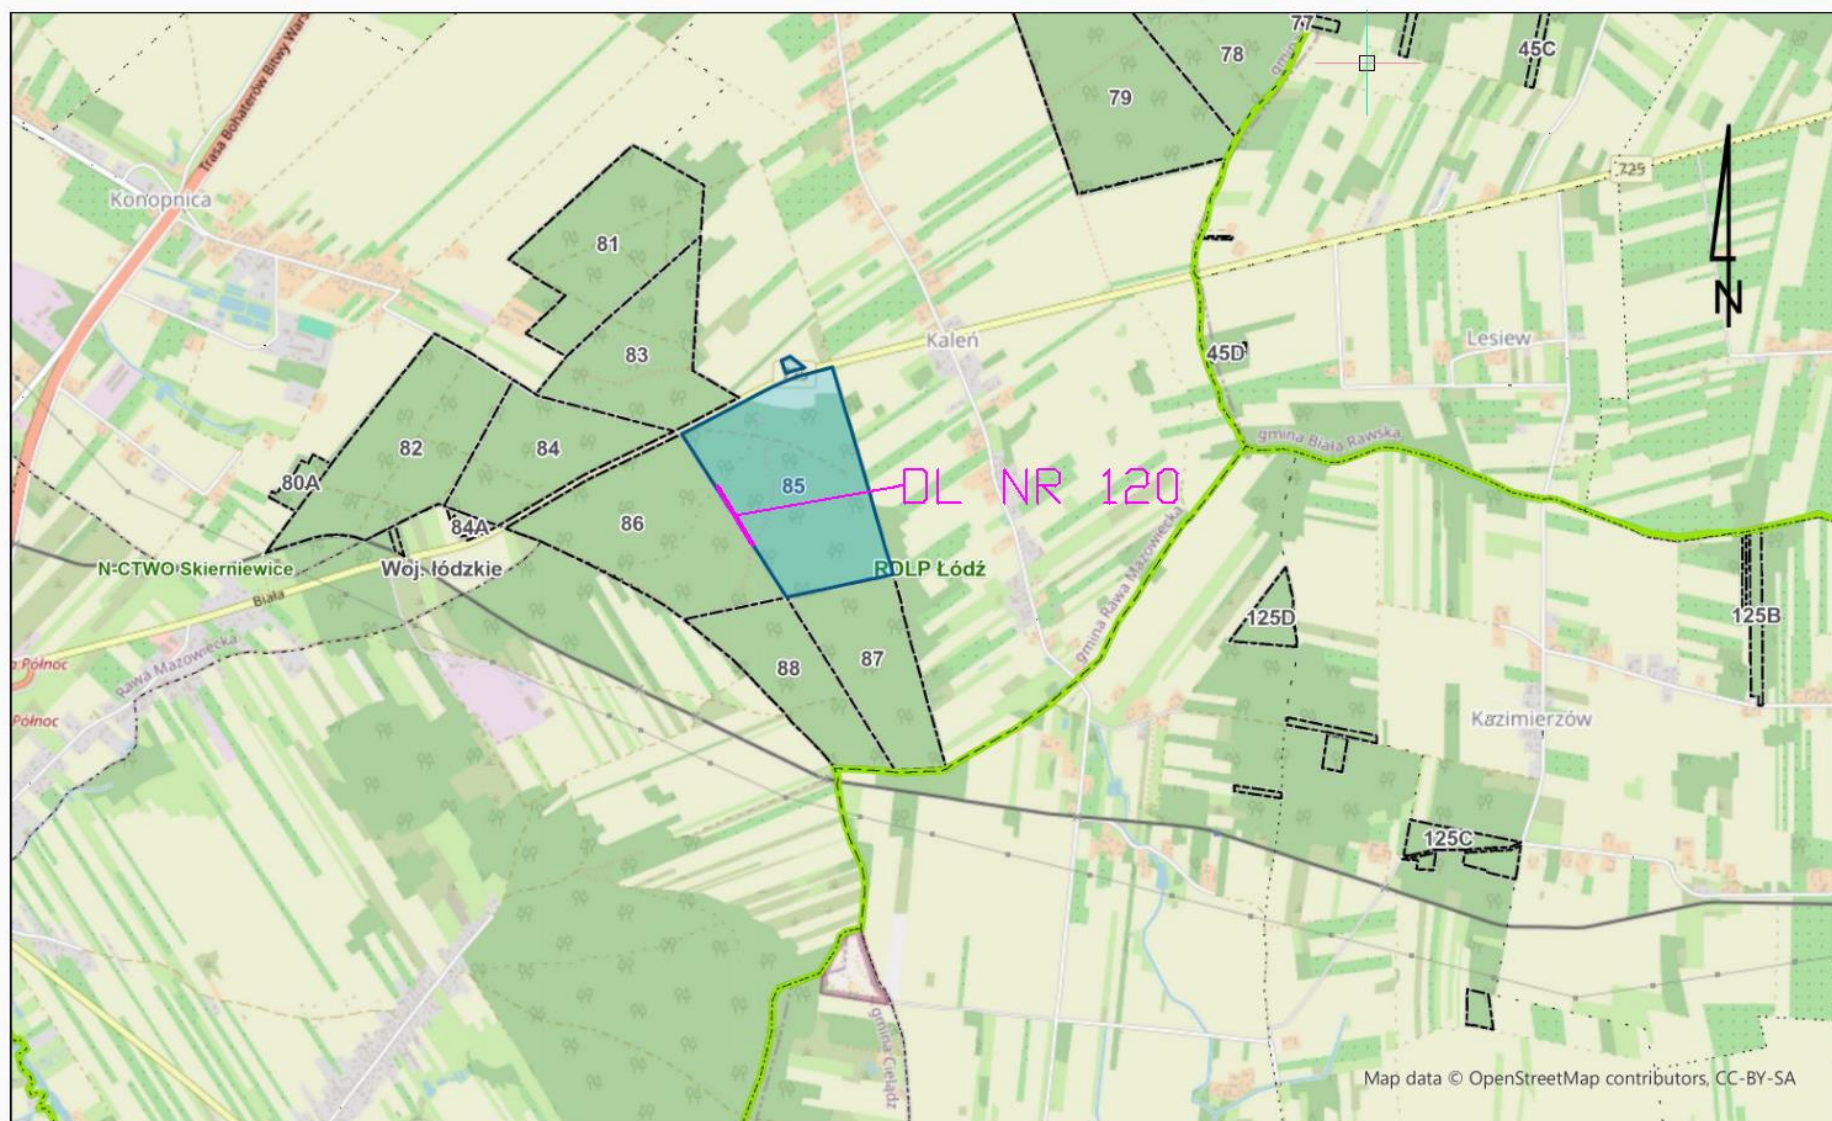 77
gmin
78
45C
79
Trasa Bohaterów Bitwy Wars
725
Konopnica
81
83
Kaleń
45D
Lesiew
82
84
gmina Biała Rawska
80A
85
DL NR 120
84A
86
N-CTWO Skierniewice
Woj. łódzkie
RDLP Łódź
Biała
gmina Rawa Mazowiecka
125D
125B
a Północ
Rawa Mazowiecka
88
87
Północ
Kazimierzów
125C
gmina Cielądz
N
Map data © OpenStreetMap contributors, CC-BY-SA